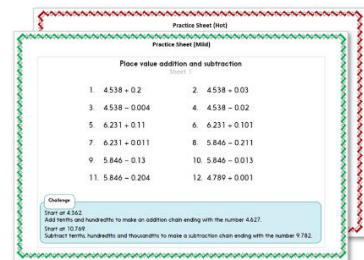 Practice Sheet (Hot)
Practice Sheet (Mild)
Place value addition and subtraction
Sheet 1
1. 4.538 + 0.2
2. 4.538 + 0.03
3. 4.538 – 0.004
4. 4.538 – 0.02
5. 6.231 + 0.11
6. 6.231 + 0.101
7. 6.231 + 0.011
8. 5.846 – 0.211
9. 5.846 – 0.13
10. 5.846 – 0.013
11. 5.846 – 0.204
12. 4.789 + 0.001
Challenge
Start at 4.362.
Add tenths and hundredths to make an addition chain ending with the number 4.627.
Start at 10.769.
Subtract tenths, hundredths and thousandths to make a subtraction chain ending with the number 9.782.